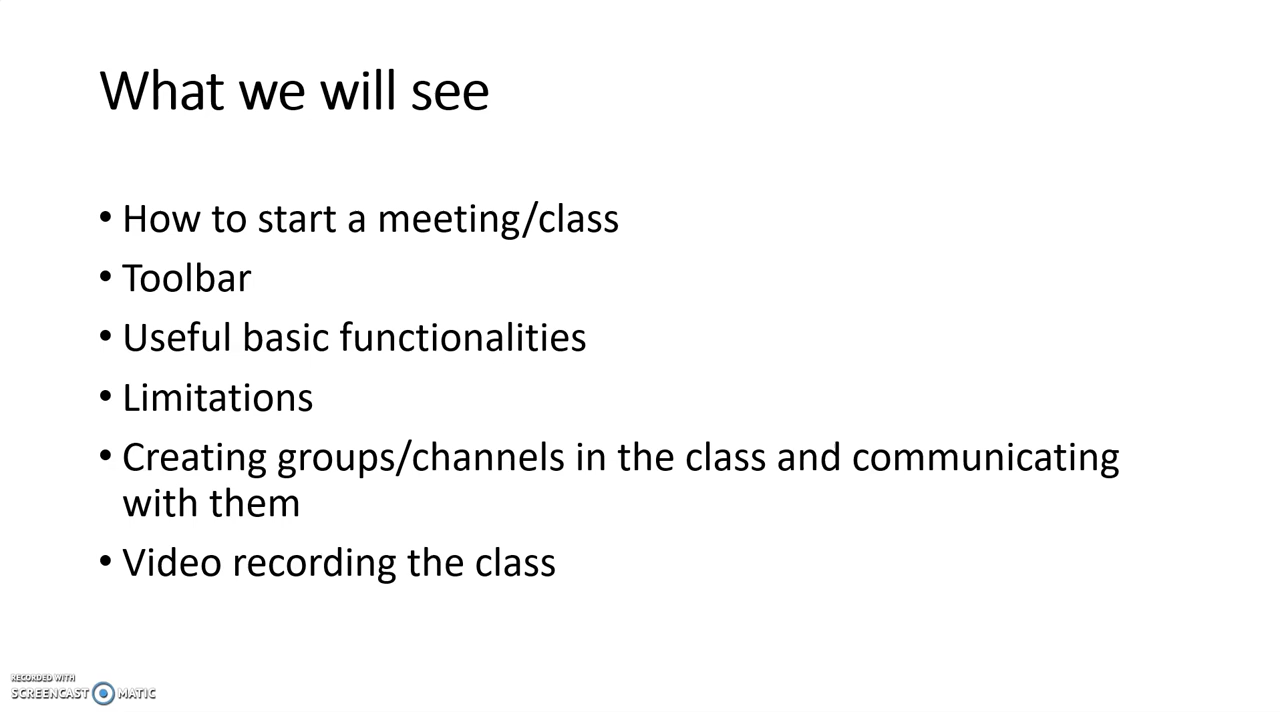 What we will see
• How to start a meeting/class
• Toolbar
• Useful basic functionalities
• Limitations
• Creating groups/channels in the class and communicating
with them
• Video recording the class
RECORDED WITH
SCREENCAST MATIC